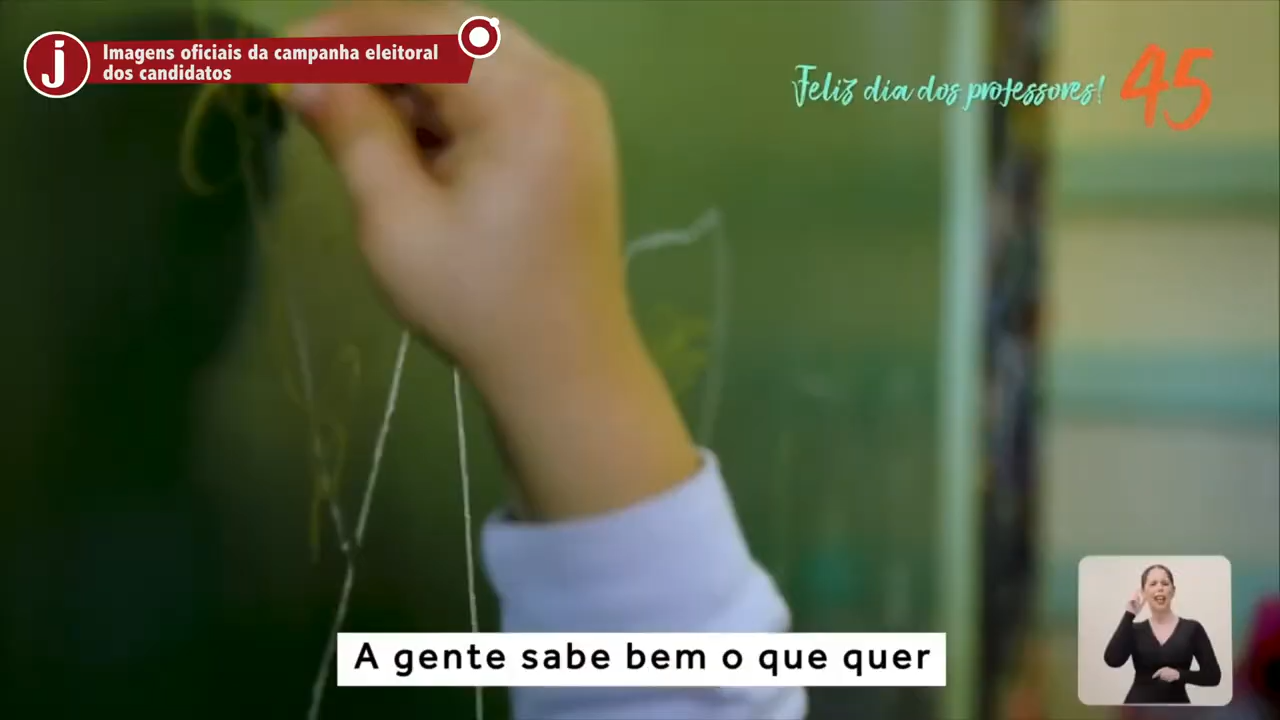 j
Imagens oficiais da campanha eleitoral
dos candidatos
Feliz dia dos professores! 45
A gente sabe bem o que quer